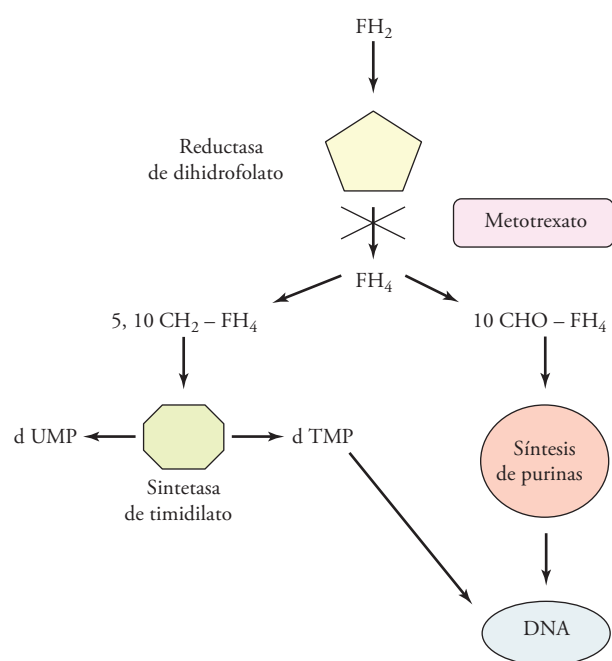 FH2
Reductasa
de dihidrofolato
Metotrexato
FH4
5, 10 CH2 – FH4
10 CHO – FH4
d UMP
d TMP
Síntesis
de purinas
Sintetasa
de timidilato
DNA